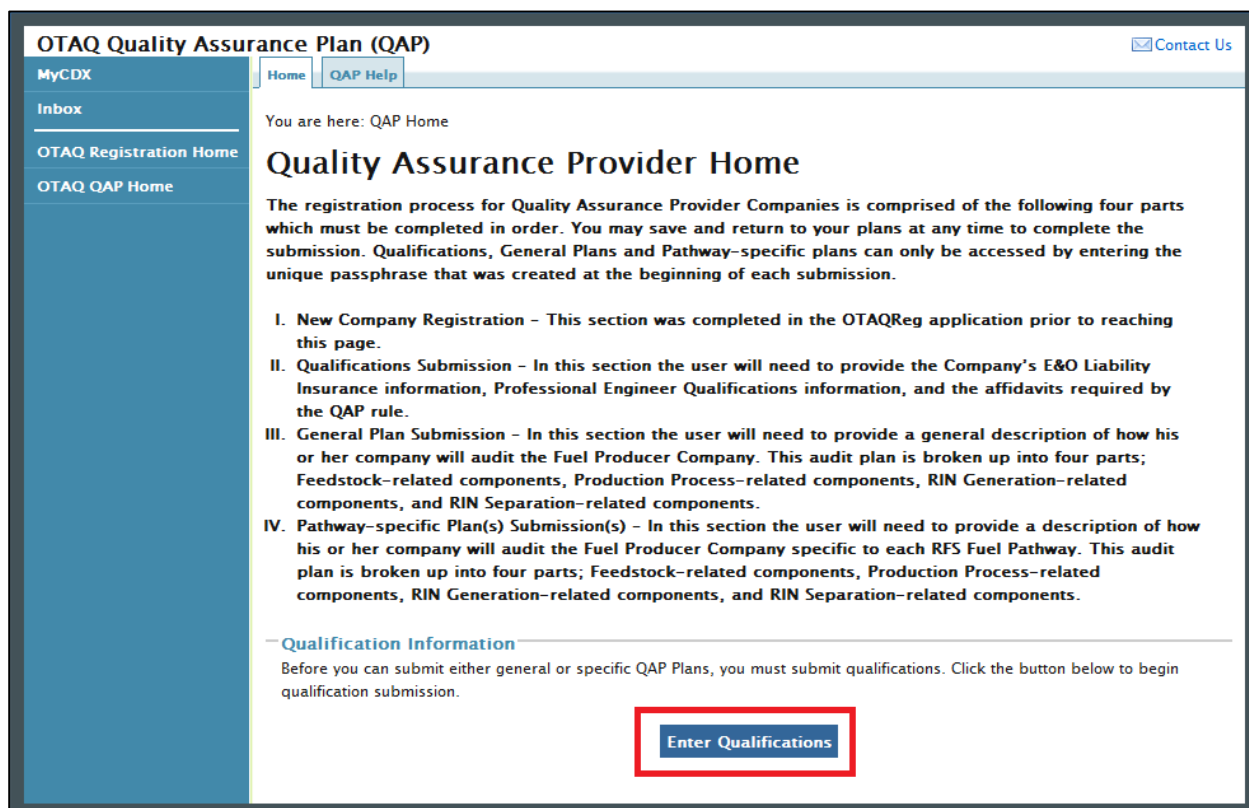 OTAQ Quality Assurance Plan (QAP)
Contact Us
MyCDX
Inbox
OTAQ Registration Home
OTAQ QAP Home
Home
QAP Help
You are here: QAP Home
Quality Assurance Provider Home
The registration process for Quality Assurance Provider Companies is comprised of the following four parts
which must be completed in order. You may save and return to your plans at any time to complete the
submission. Qualifications, General Plans and Pathway-specific plans can only be accessed by entering the
unique passphrase that was created at the beginning of each submission.
I. New Company Registration - This section was completed in the OTAQReg application prior to reaching
this page.
II. Qualifications Submission - In this section the user will need to provide the Company's E&O Liability
Insurance information, Professional Engineer Qualifications information, and the affidavits required by
the QAP rule.
III. General Plan Submission - In this section the user will need to provide a general description of how his
or her company will audit the Fuel Producer Company. This audit plan is broken up into four parts;
Feedstock-related components, Production Process-related components, RIN Generation-related
components, and RIN Separation-related components.
IV. Pathway-specific Plan(s) Submission(s) - In this section the user will need to provide a description of how
his or her company will audit the Fuel Producer Company specific to each RFS Fuel Pathway. This audit
plan is broken up into four parts; Feedstock-related components, Production Process-related
components, RIN Generation-related components, and RIN Separation-related components.
Qualification Information
Before you can submit either general or specific QAP Plans, you must submit qualifications. Click the button below to begin
qualification submission.
Enter Qualifications